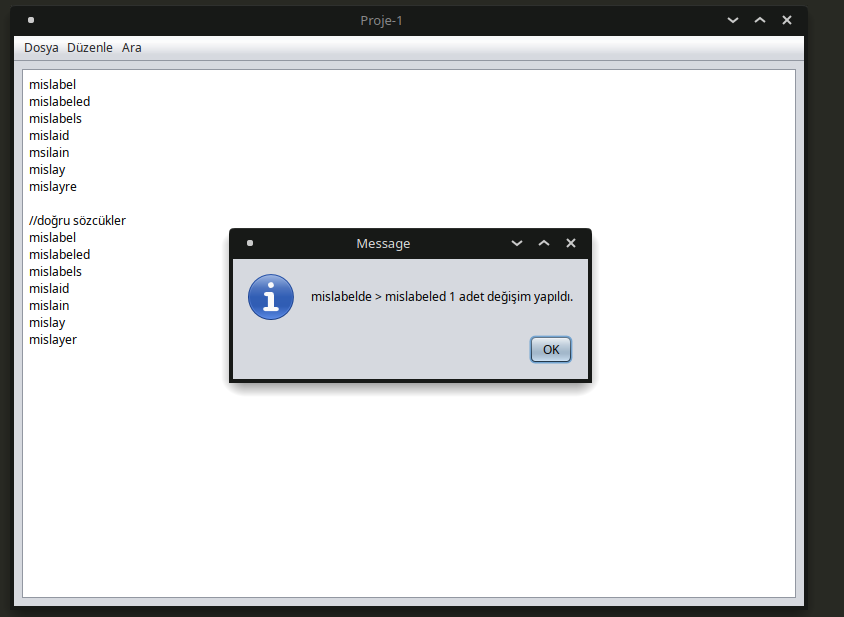 Proje-1
Dosya Düzenle Ara
mislabel
mislabeled
mislabels
mislaid
msilain
mislay
mislayre
//doğru sözcükler
mislabel
mislabeled
mislabels
mislaid
mislain
mislay
mislayer
Message
mislabelde > mislabeled 1 adet değişim yapıldı.
OK